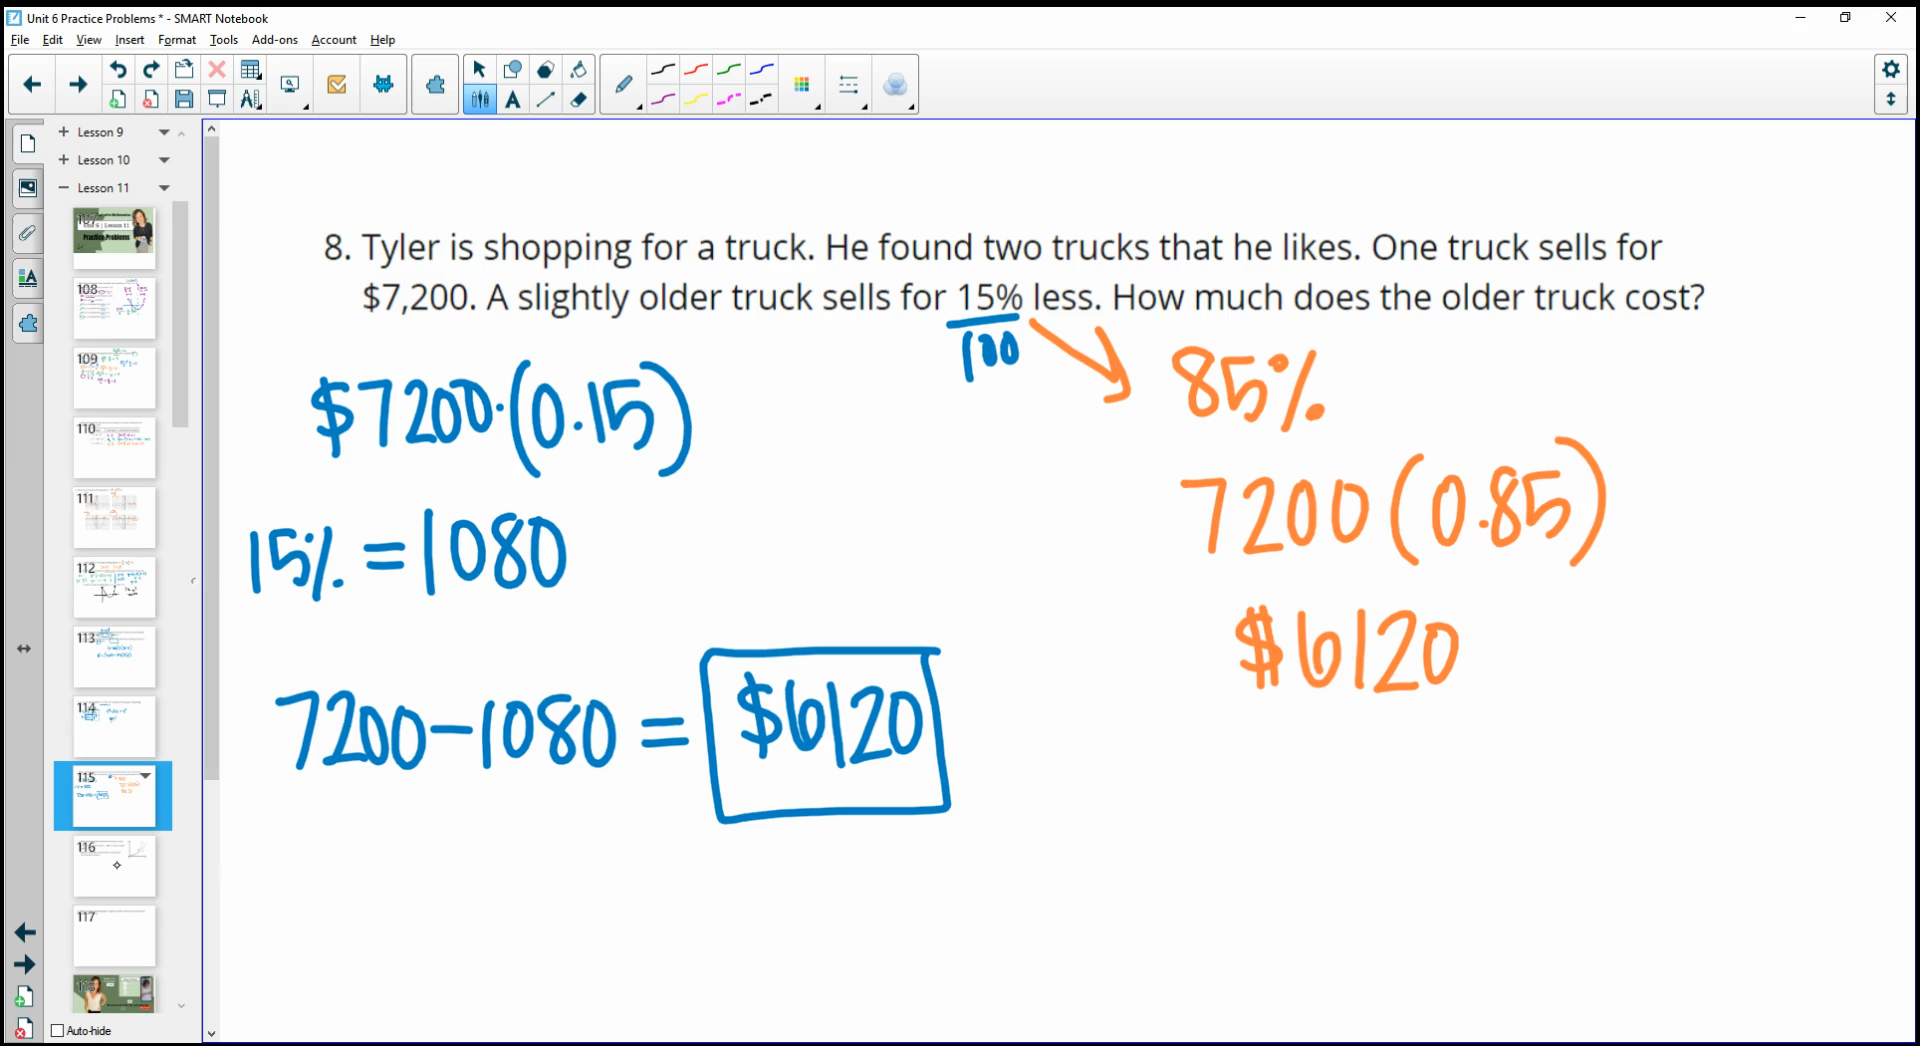 Unit 6 Practice Problems * - SMART Notebook
File Edit View Insert Format Tools Add-ons Account Help
Lesson 9
Lesson 10
Lesson 11
107
Practice Problems
108
109
110
111
112
113
114
115
116
117
Auto-hide
8. Tyler is shopping for a truck. He found two trucks that he likes. One truck sells for
$7,200. A slightly older truck sells for 15% less. How much does the older truck cost?
100
$7200·(0.15)
15% = 1080
7200-1080 = $6120
85%
7200(0.85)
$6120